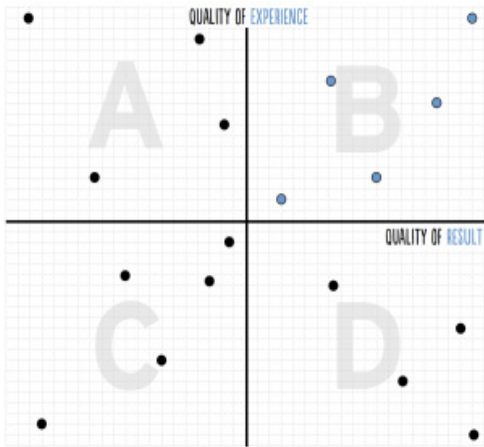 QUALITY OF EXPERIENCE
A
B
QUALITY OF RESULT
C
D